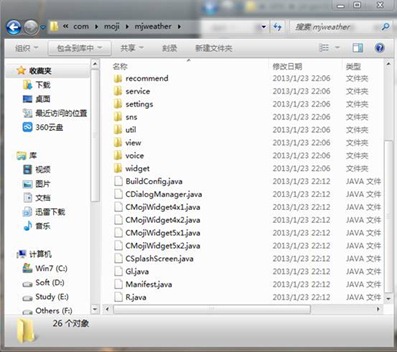 « com ▸ moji ▸ mjweather ▸ 搜索 mjweather
组织 包含到库中 共享 刻录 新建文件夹
名称 修改日期 类型
收藏夹
下载
桌面
最近访问的位置
360云盘
库
视频
图片
文档
迅雷下载
音乐
计算机
Win7 (C:)
Soft (D:)
Study (E:)
Others (F:)
recommend 2013/1/23 22:06 文件夹
service 2013/1/23 22:06 文件夹
settings 2013/1/23 22:06 文件夹
sns 2013/1/23 22:06 文件夹
util 2013/1/23 22:06 文件夹
view 2013/1/23 22:06 文件夹
voice 2013/1/23 22:06 文件夹
widget 2013/1/23 22:06 文件夹
BuildConfig.java 2013/1/23 22:12 JAVA 文件
CDialogManager.java 2013/1/23 22:12 JAVA 文件
CMojiWidget4x1.java 2013/1/23 22:12 JAVA 文件
CMojiWidget4x2.java 2013/1/23 22:12 JAVA 文件
CMojiWidget5x1.java 2013/1/23 22:12 JAVA 文件
CMojiWidget5x2.java 2013/1/23 22:12 JAVA 文件
CSplashScreen.java 2013/1/23 22:12 JAVA 文件
Gl.java 2013/1/23 22:12 JAVA 文件
Manifest.java 2013/1/23 22:12 JAVA 文件
R.java 2013/1/23 22:12 JAVA 文件
26 个对象